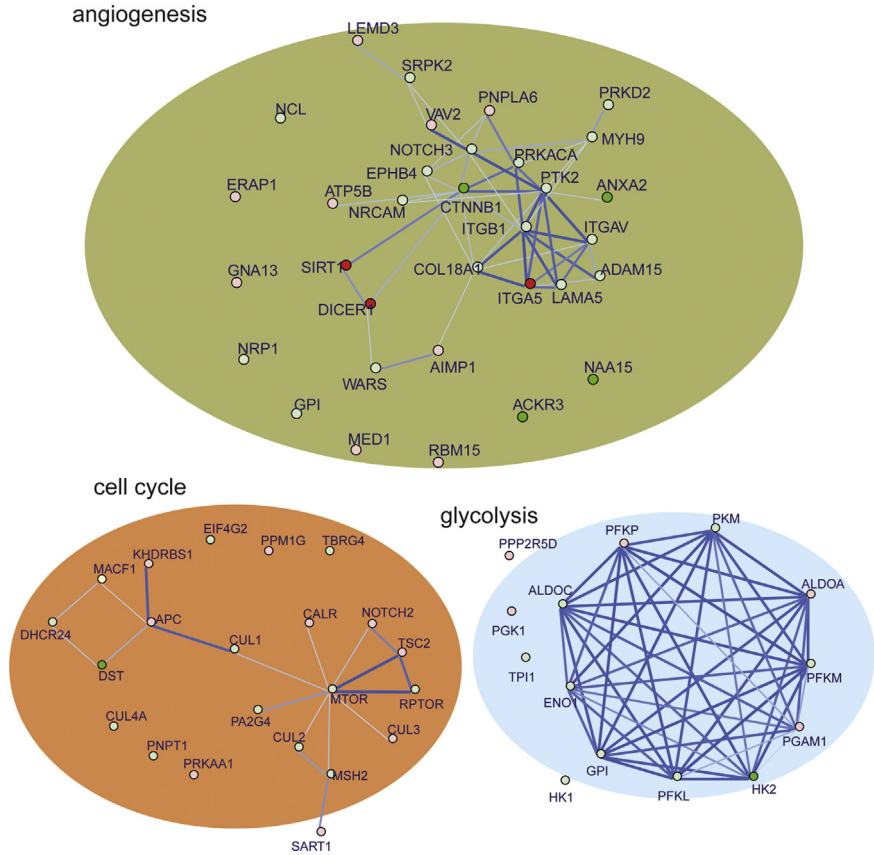 angiogenesis
LEMD3
SRPK2
NCL
VAV2
PNPLA6
PRKD2
MYH9
NOTCH3
PRKACA
EPHB4
PTK2
ERAP1
ATP5B
NRCAM
CTNNB1
ANXA2
ITGB1
ITGAV
SIRT1
COL18A1
ADAM15
GNA13
ITGA5
LAMA5
DICER1
NRP1
WARS
AIMP1
NAA15
GPI
ACKR3
MED1
RBM15
cell cycle
EIF4G2
PPM1G
TBRG4
KHDRBS1
MACF1
CALR
NOTCH2
APC
DHCR24
CUL1
TSC2
DST
MTOR
RPTOR
CUL4A
PA2G4
CUL2
CUL3
PNPT1
PRKAA1
MSH2
SART1
glycolysis
PKM
PFKP
PPP2R5D
ALDOC
ALDOA
PGK1
TPI1
PFKM
ENO1
PGAM1
GPI
HK1
PFKL
HK2